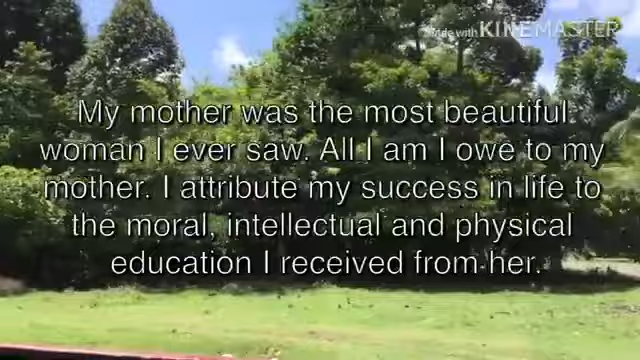 Made with KINEMASTER
My mother was the most beautiful
woman I ever saw. All I am I owe to my
mother. I attribute my success in life to
the moral, intellectual and physical
education I received from her.